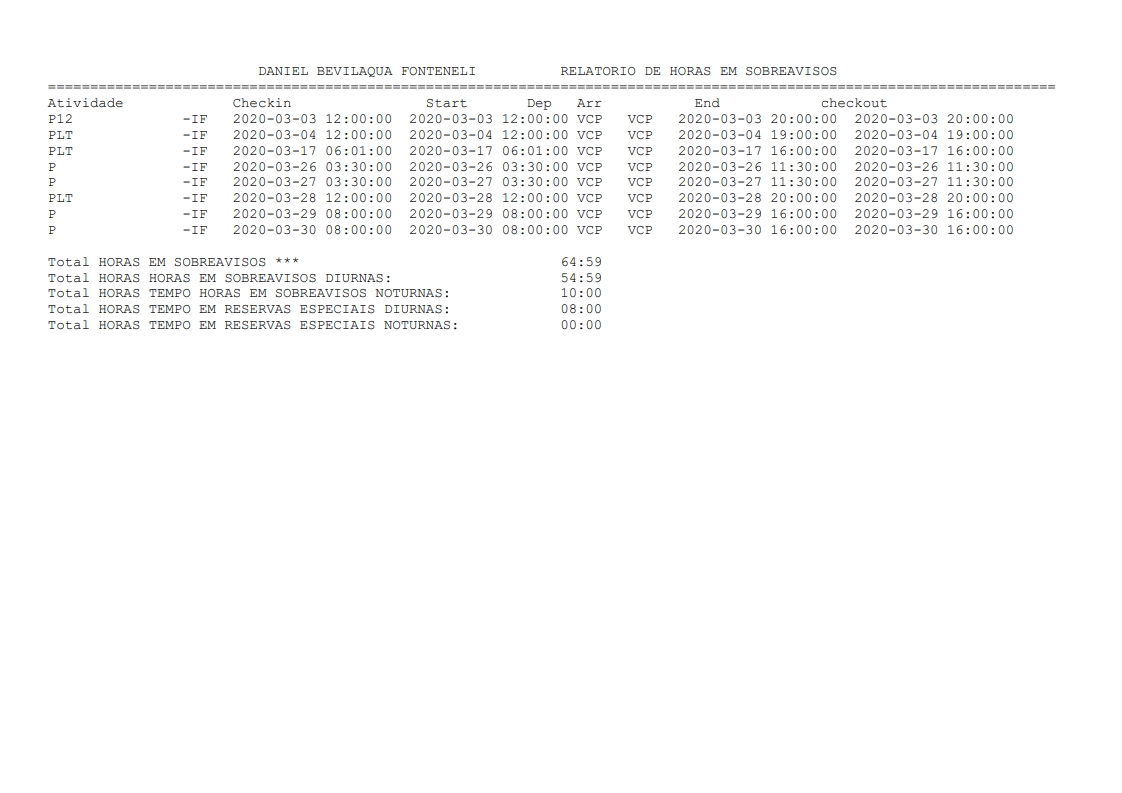 DANIEL BEVILAQUA FONTENELI          RELATORIO DE HORAS EM SOBREAVISOS
========================================================================================================================
Atividade             Checkin                Start       Dep   Arr           End            checkout
P12             -IF   2020-03-03 12:00:00  2020-03-03 12:00:00 VCP   VCP   2020-03-03 20:00:00  2020-03-03 20:00:00
PLT             -IF   2020-03-04 12:00:00  2020-03-04 12:00:00 VCP   VCP   2020-03-04 19:00:00  2020-03-04 19:00:00
PLT             -IF   2020-03-17 06:01:00  2020-03-17 06:01:00 VCP   VCP   2020-03-17 16:00:00  2020-03-17 16:00:00
P               -IF   2020-03-26 03:30:00  2020-03-26 03:30:00 VCP   VCP   2020-03-26 11:30:00  2020-03-26 11:30:00
P               -IF   2020-03-27 03:30:00  2020-03-27 03:30:00 VCP   VCP   2020-03-27 11:30:00  2020-03-27 11:30:00
PLT             -IF   2020-03-28 12:00:00  2020-03-28 12:00:00 VCP   VCP   2020-03-28 20:00:00  2020-03-28 20:00:00
P               -IF   2020-03-29 08:00:00  2020-03-29 08:00:00 VCP   VCP   2020-03-29 16:00:00  2020-03-29 16:00:00
P               -IF   2020-03-30 08:00:00  2020-03-30 08:00:00 VCP   VCP   2020-03-30 16:00:00  2020-03-30 16:00:00
Total HORAS EM SOBREAVISOS ***                               64:59
Total HORAS HORAS EM SOBREAVISOS DIURNAS:                    54:59
Total HORAS TEMPO HORAS EM SOBREAVISOS NOTURNAS:             10:00
Total HORAS TEMPO EM RESERVAS ESPECIAIS DIURNAS:             08:00
Total HORAS TEMPO EM RESERVAS ESPECIAIS NOTURNAS:            00:00